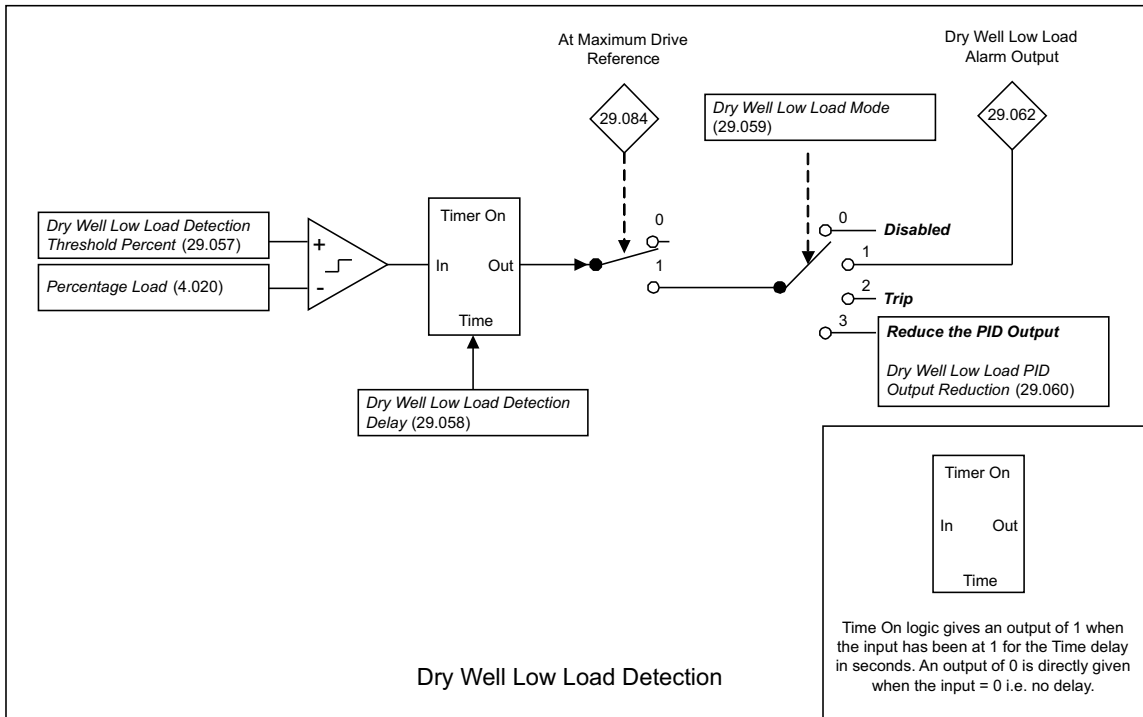 At Maximum Drive
Reference
29.084
Dry Well Low Load Mode
(29.059)
Dry Well Low Load
Alarm Output
29.062
Dry Well Low Load Detection
Threshold Percent (29.057)
Percentage Load (4.020)
+
-
Timer On
In Out
Time
Dry Well Low Load Detection
Delay (29.058)
0
1
0
Disabled
1
2
Trip
3
Reduce the PID Output
Dry Well Low Load PID
Output Reduction (29.060)
Timer On
In Out
Time
Time On logic gives an output of 1 when
the input has been at 1 for the Time delay
in seconds. An output of 0 is directly given
when the input = 0 i.e. no delay.
Dry Well Low Load Detection